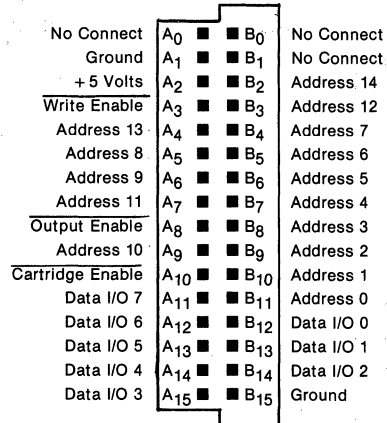 No Connect A0 B0 No Connect
Ground A1 B1 No Connect
+5 Volts A2 B2 Address 14
Write Enable A3 B3 Address 12
Address 13 A4 B4 Address 7
Address 8 A5 B5 Address 6
Address 9 A6 B6 Address 5
Address 11 A7 B7 Address 4
Output Enable A8 B8 Address 3
Address 10 A9 B9 Address 2
Cartridge Enable A10 B10 Address 1
Data I/O 7 A11 B11 Address 0
Data I/O 6 A12 B12 Data I/O 0
Data I/O 5 A13 B13 Data I/O 1
Data I/O 4 A14 B14 Data I/O 2
Data I/O 3 A15 B15 Ground